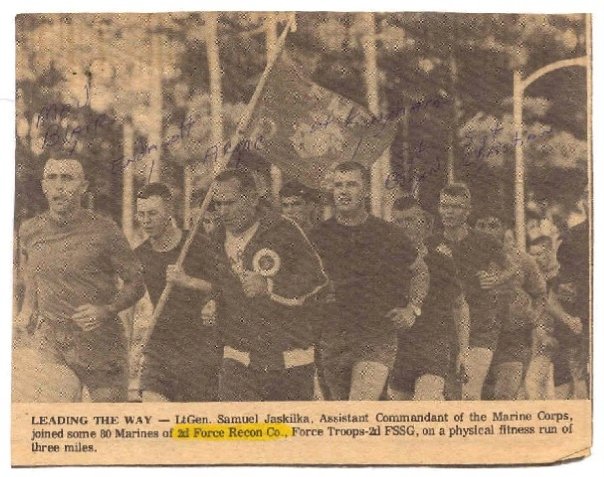 Maj
LEADING THE WAY — LtGen. Samuel Jaskilka, Assistant Commandant of the Marine Corps,
joined some 80 Marines of 2d Force Recon Co., Force Troops-2d FSSG, on a physical fitness run of
three miles.